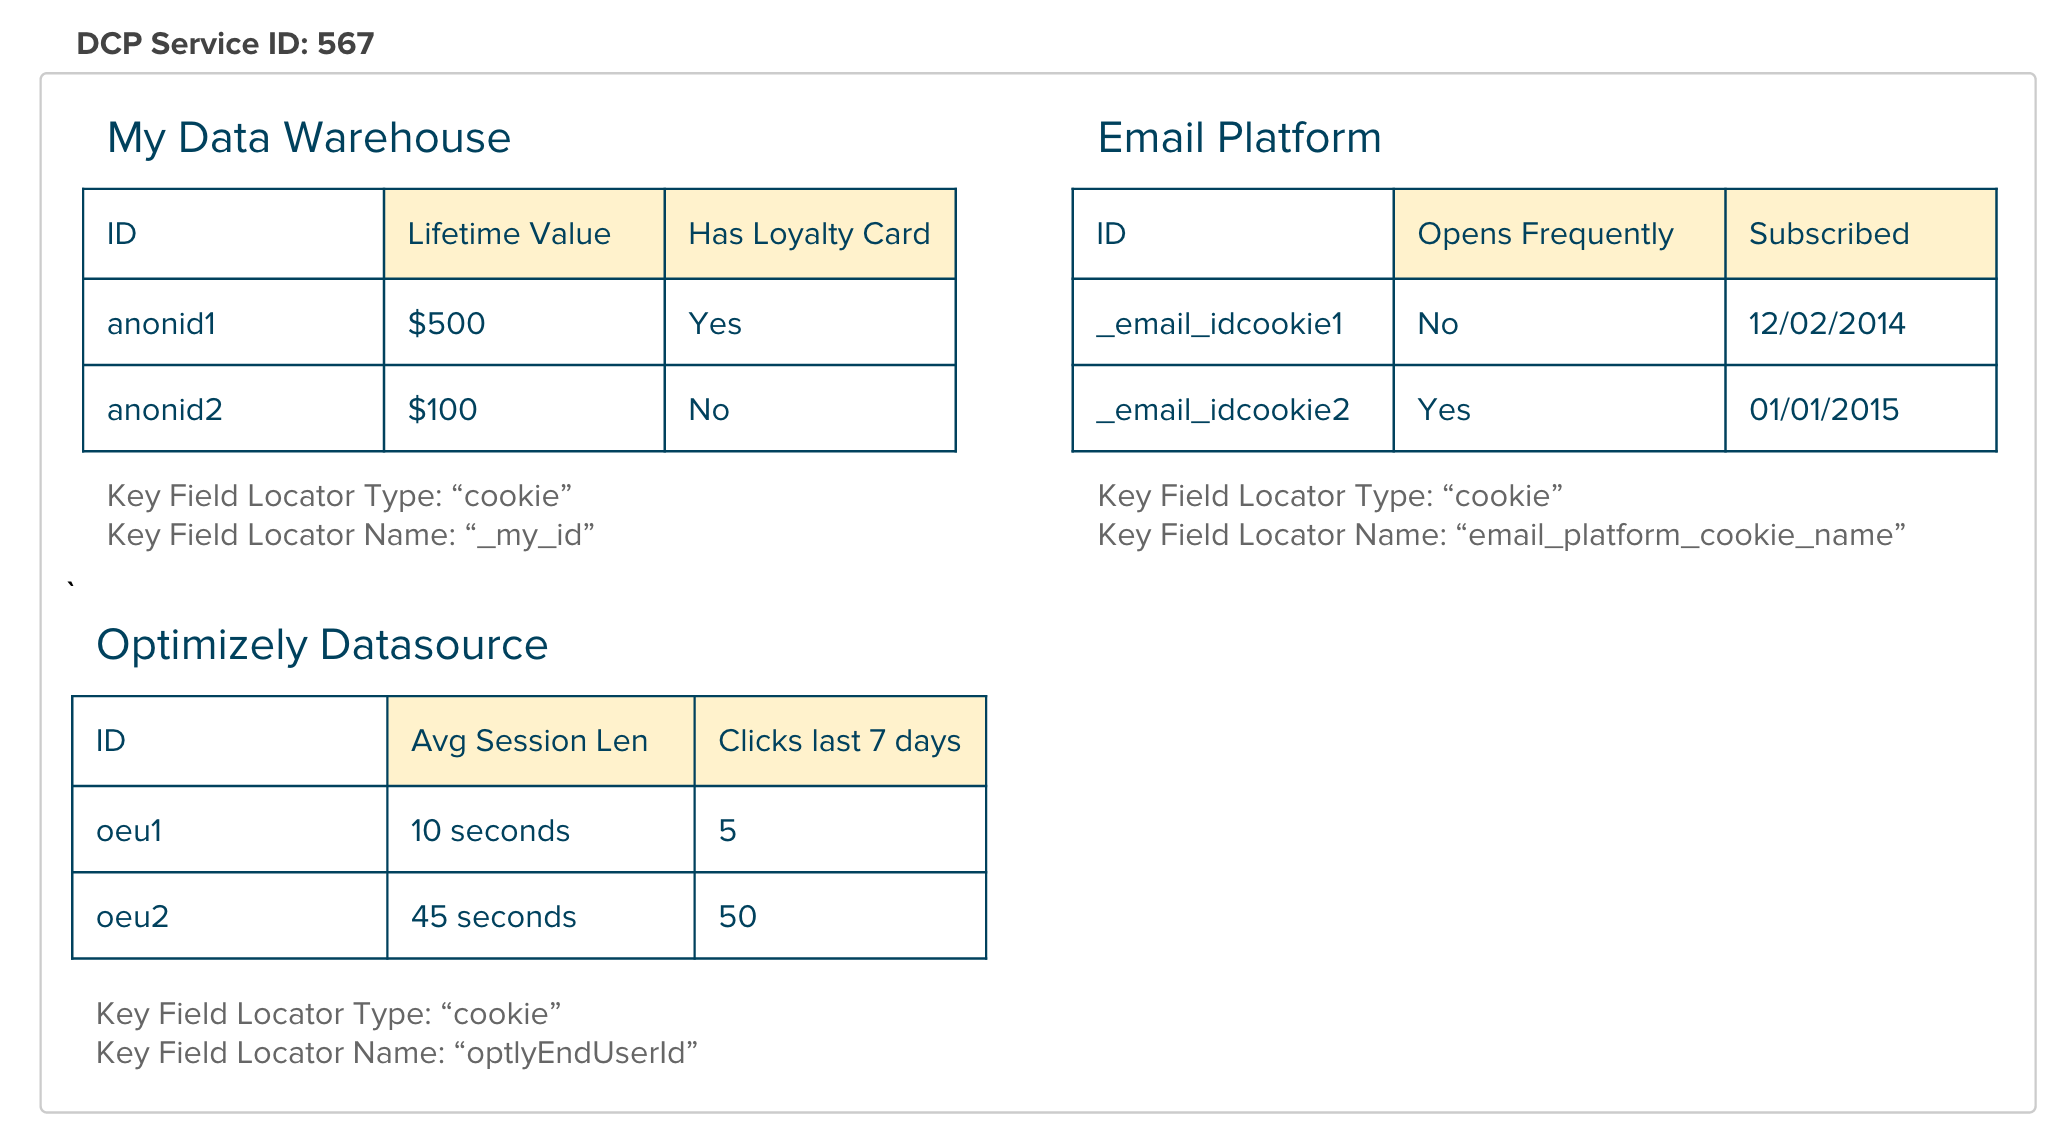 DCP Service ID: 567
My Data Warehouse
ID Lifetime Value Has Loyalty Card
anonid1 $500 Yes
anonid2 $100 No
Key Field Locator Type: “cookie”
Key Field Locator Name: “_my_id”
Email Platform
ID Opens Frequently Subscribed
_email_idcookie1 No 12/02/2014
_email_idcookie2 Yes 01/01/2015
Key Field Locator Type: “cookie”
Key Field Locator Name: “email_platform_cookie_name”
`
Optimizely Datasource
ID Avg Session Len Clicks last 7 days
oeu1 10 seconds 5
oeu2 45 seconds 50
Key Field Locator Type: “cookie”
Key Field Locator Name: “optlyEndUserId”